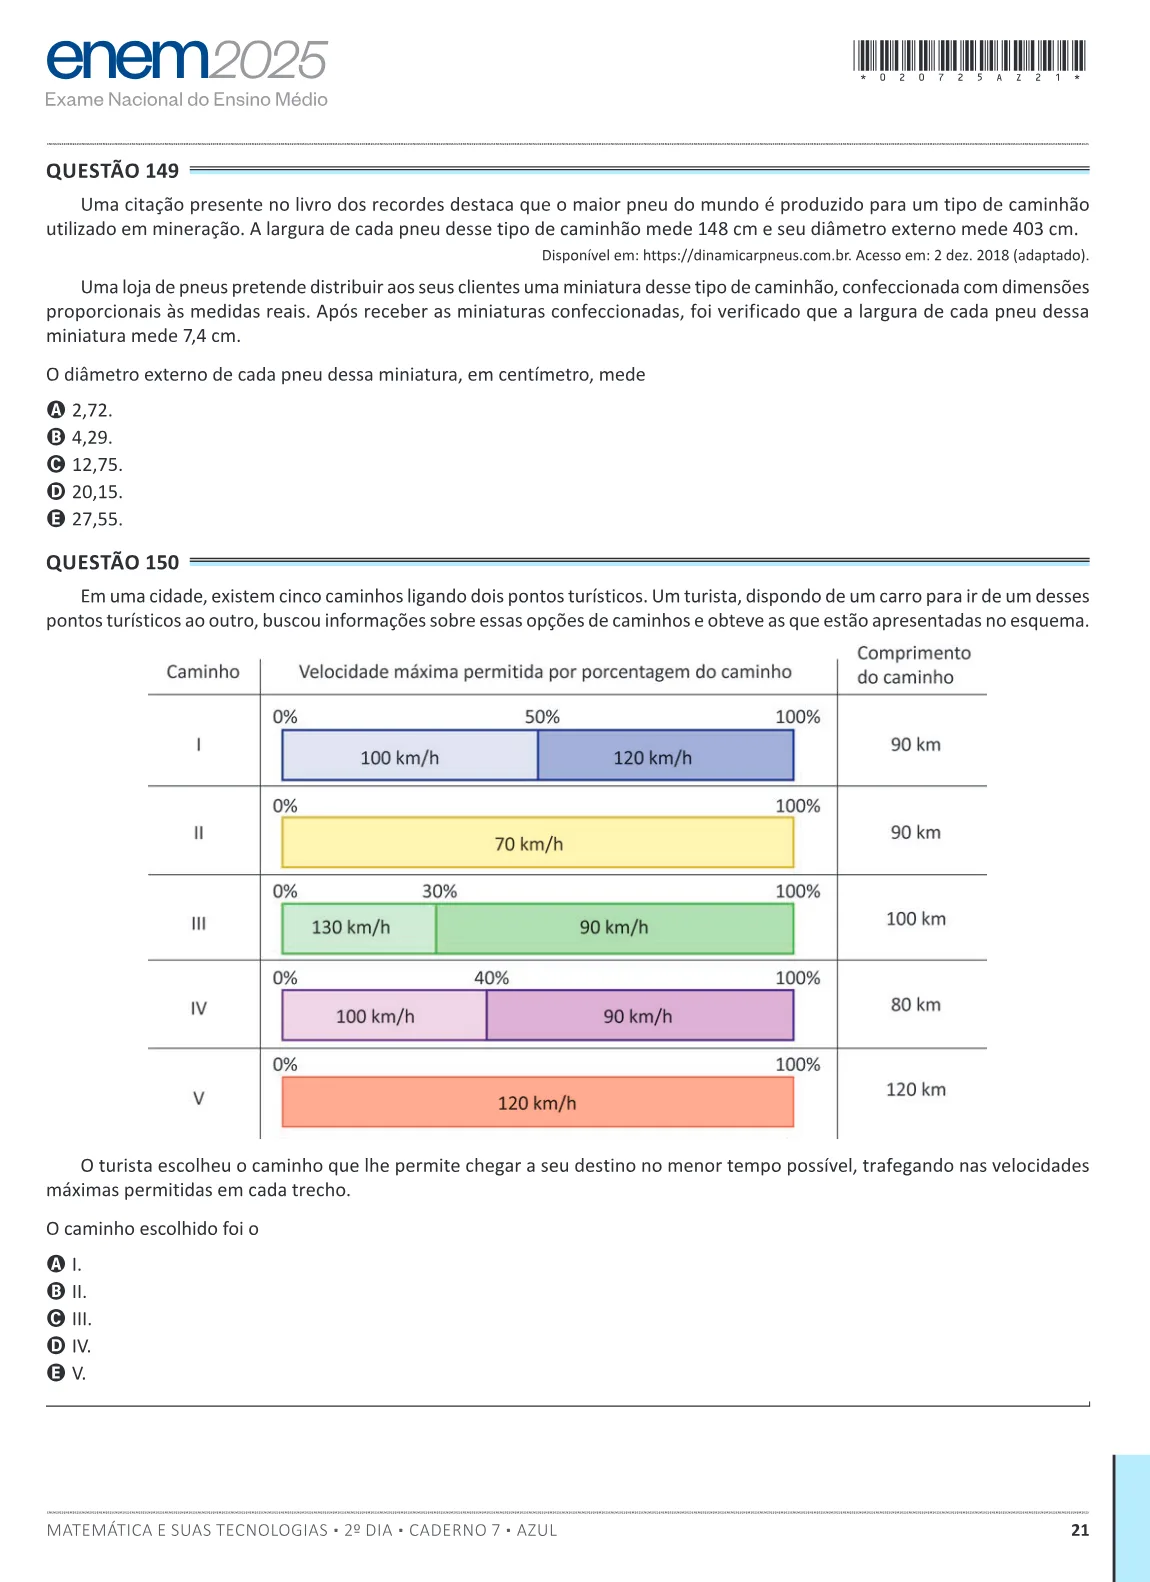 enem2025
Exame Nacional do Ensino Médio
*020725AZ21*
QUESTÃO 149
Uma citação presente no livro dos recordes destaca que o maior pneu do mundo é produzido para um tipo de caminhão
utilizado em mineração. A largura de cada pneu desse tipo de caminhão mede 148 cm e seu diâmetro externo mede 403 cm.
Disponível em: https://dinamicarpneus.com.br. Acesso em: 2 dez. 2018 (adaptado).
Uma loja de pneus pretende distribuir aos seus clientes uma miniatura desse tipo de caminhão, confeccionada com dimensões
proporcionais às medidas reais. Após receber as miniaturas confeccionadas, foi verificado que a largura de cada pneu dessa
miniatura mede 7,4 cm.
O diâmetro externo de cada pneu dessa miniatura, em centímetro, mede
A 2,72.
B 4,29.
C 12,75.
D 20,15.
E 27,55.
QUESTÃO 150
Em uma cidade, existem cinco caminhos ligando dois pontos turísticos. Um turista, dispondo de um carro para ir de um desses
pontos turísticos ao outro, buscou informações sobre essas opções de caminhos e obteve as que estão apresentadas no esquema.
Caminho Velocidade máxima permitida por porcentagem do caminho Comprimento
do caminho
0% 50% 100%
I 100 km/h 120 km/h 90 km
0% 100%
II 70 km/h 90 km
0% 30% 100%
III 130 km/h 90 km/h 100 km
0% 40% 100%
IV 100 km/h 90 km/h 80 km
0% 100%
V 120 km/h 120 km
O turista escolheu o caminho que lhe permite chegar a seu destino no menor tempo possível, trafegando nas velocidades
máximas permitidas em cada trecho.
O caminho escolhido foi o
A I.
B II.
C III.
D IV.
E V.
MATEMÁTICA E SUAS TECNOLOGIAS • 2º DIA • CADERNO 7 • AZUL 21